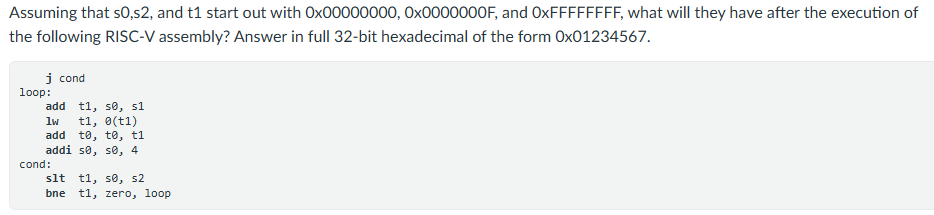 Assuming that s0,s2, and t1 start out with 0x00000000, 0x0000000F, and 0xFFFFFFFF, what will they have after the execution of
the following RISC-V assembly? Answer in full 32-bit hexadecimal of the form 0x01234567.
j cond
loop:
add t1, s0, s1
lw t1, 0(t1)
add t0, t0, t1
addi s0, s0, 4
cond:
slt t1, s0, s2
bne t1, zero, loop